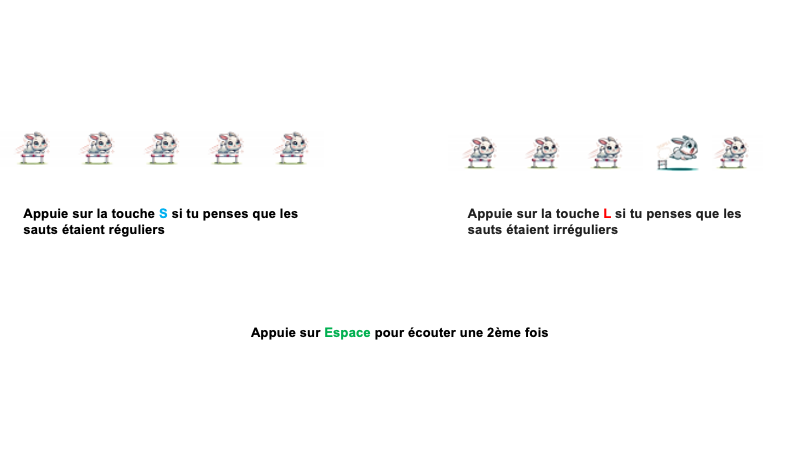 Appuie sur la touche S si tu penses que les
sauts étaient réguliers
Appuie sur la touche L si tu penses que les
sauts étaient irréguliers
Appuie sur Espace pour écouter une 2ème fois